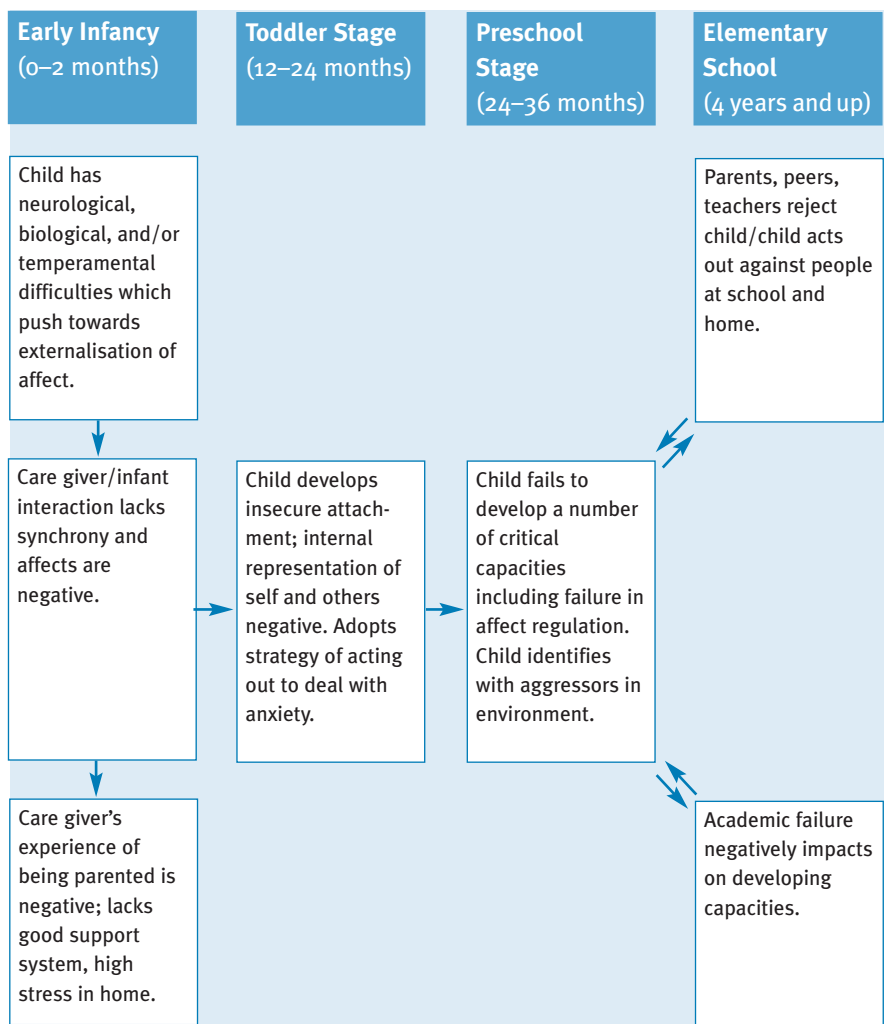 Early Infancy
(0–2 months)
Toddler Stage
(12–24 months)
Preschool
Stage
(24–36 months)
Elementary
School
(4 years and up)
Child has
neurological,
biological, and/or
temperamental
difficulties which
push towards
externalisation of
affect.
Parents, peers,
teachers reject
child/child acts
out against people
at school and
home.
Care giver/infant
interaction lacks
synchrony and
affects are
negative.
Child develops
insecure attach-
ment; internal
representation of
self and others
negative. Adopts
strategy of acting
out to deal with
anxiety.
Child fails to
develop a number
of critical
capacities
including failure in
affect regulation.
Child identifies
with aggressors in
environment.
Care giver’s
experience of
being parented is
negative; lacks
good support
system, high
stress in home.
Academic failure
negatively impacts
on developing
capacities.